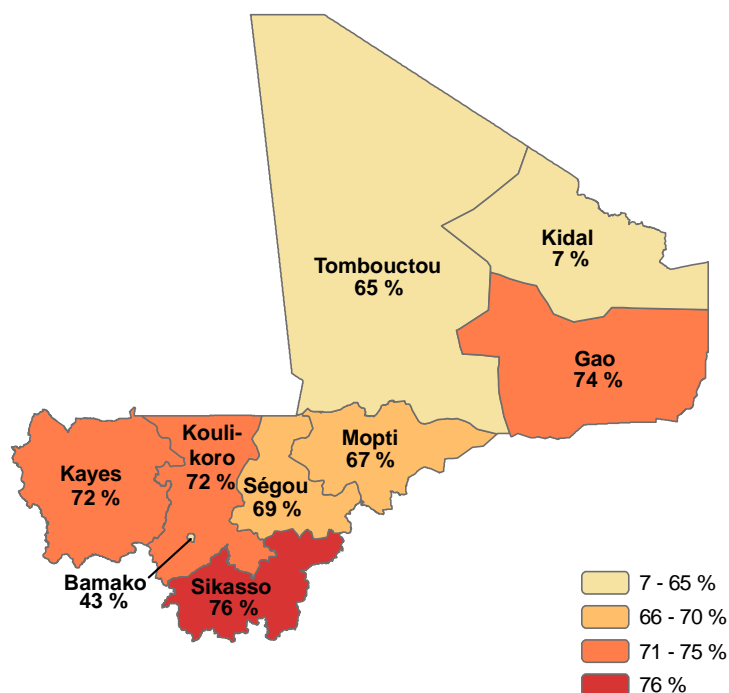 Kidal
7 %
Tombouctou
65 %
Gao
74 %
Kouli-
koro
72 %
Mopti
67 %
Kayes
72 %
Ségou
69 %
Bamako
43 %
Sikasso
76 %
7 - 65 %
66 - 70 %
71 - 75 %
76 %